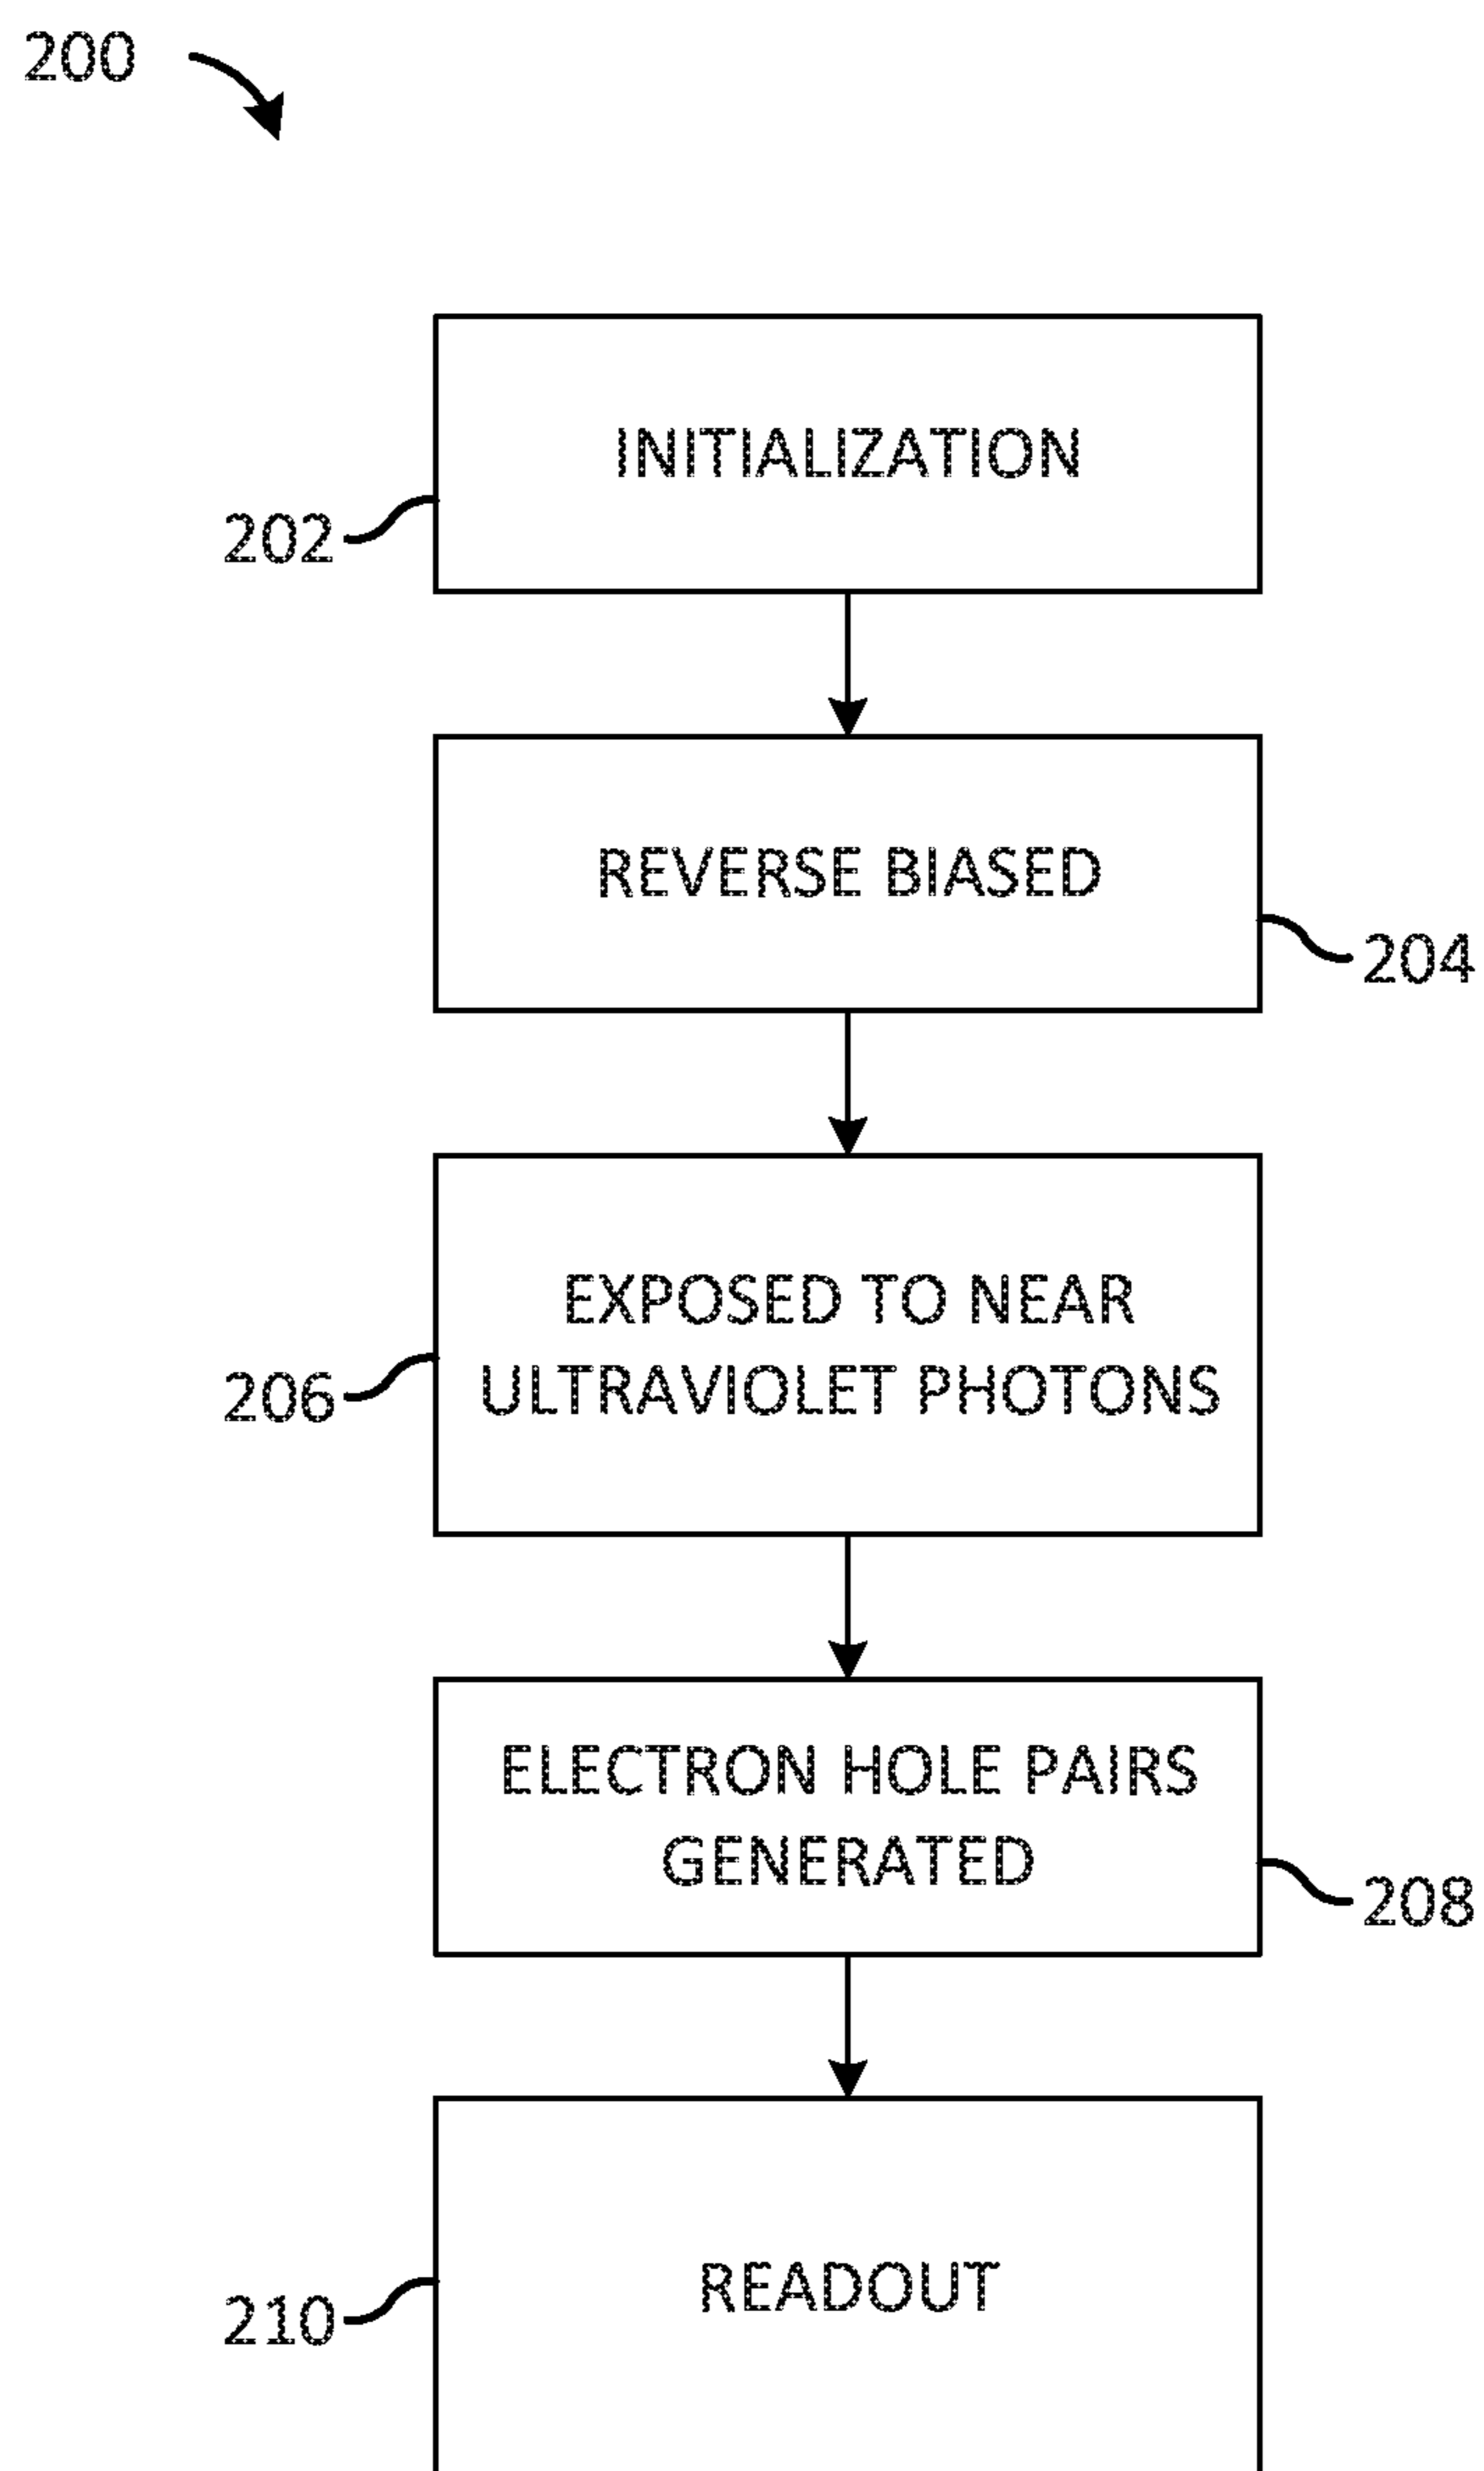 200
INITIALIZATION
202
REVERSE BIASED
204
EXPOSED TO NEAR
ULTRAVIOLET PHOTONS
206
ELECTRON HOLE PAIRS
GENERATED
208
READOUT
210